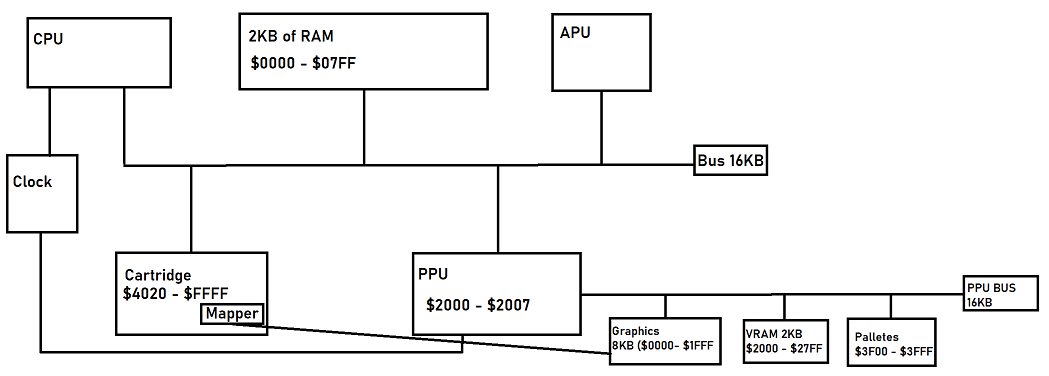 CPU
2KB of RAM
$0000 - $07FF
APU
Bus 16KB
Clock
Cartridge
$4020 - $FFFF
Mapper
PPU
$2000 - $2007
PPU BUS
16KB
Graphics
8KB ($0000- $1FFF
VRAM 2KB
$2000 - $27FF
Palletes
$3F00 - $3FFF